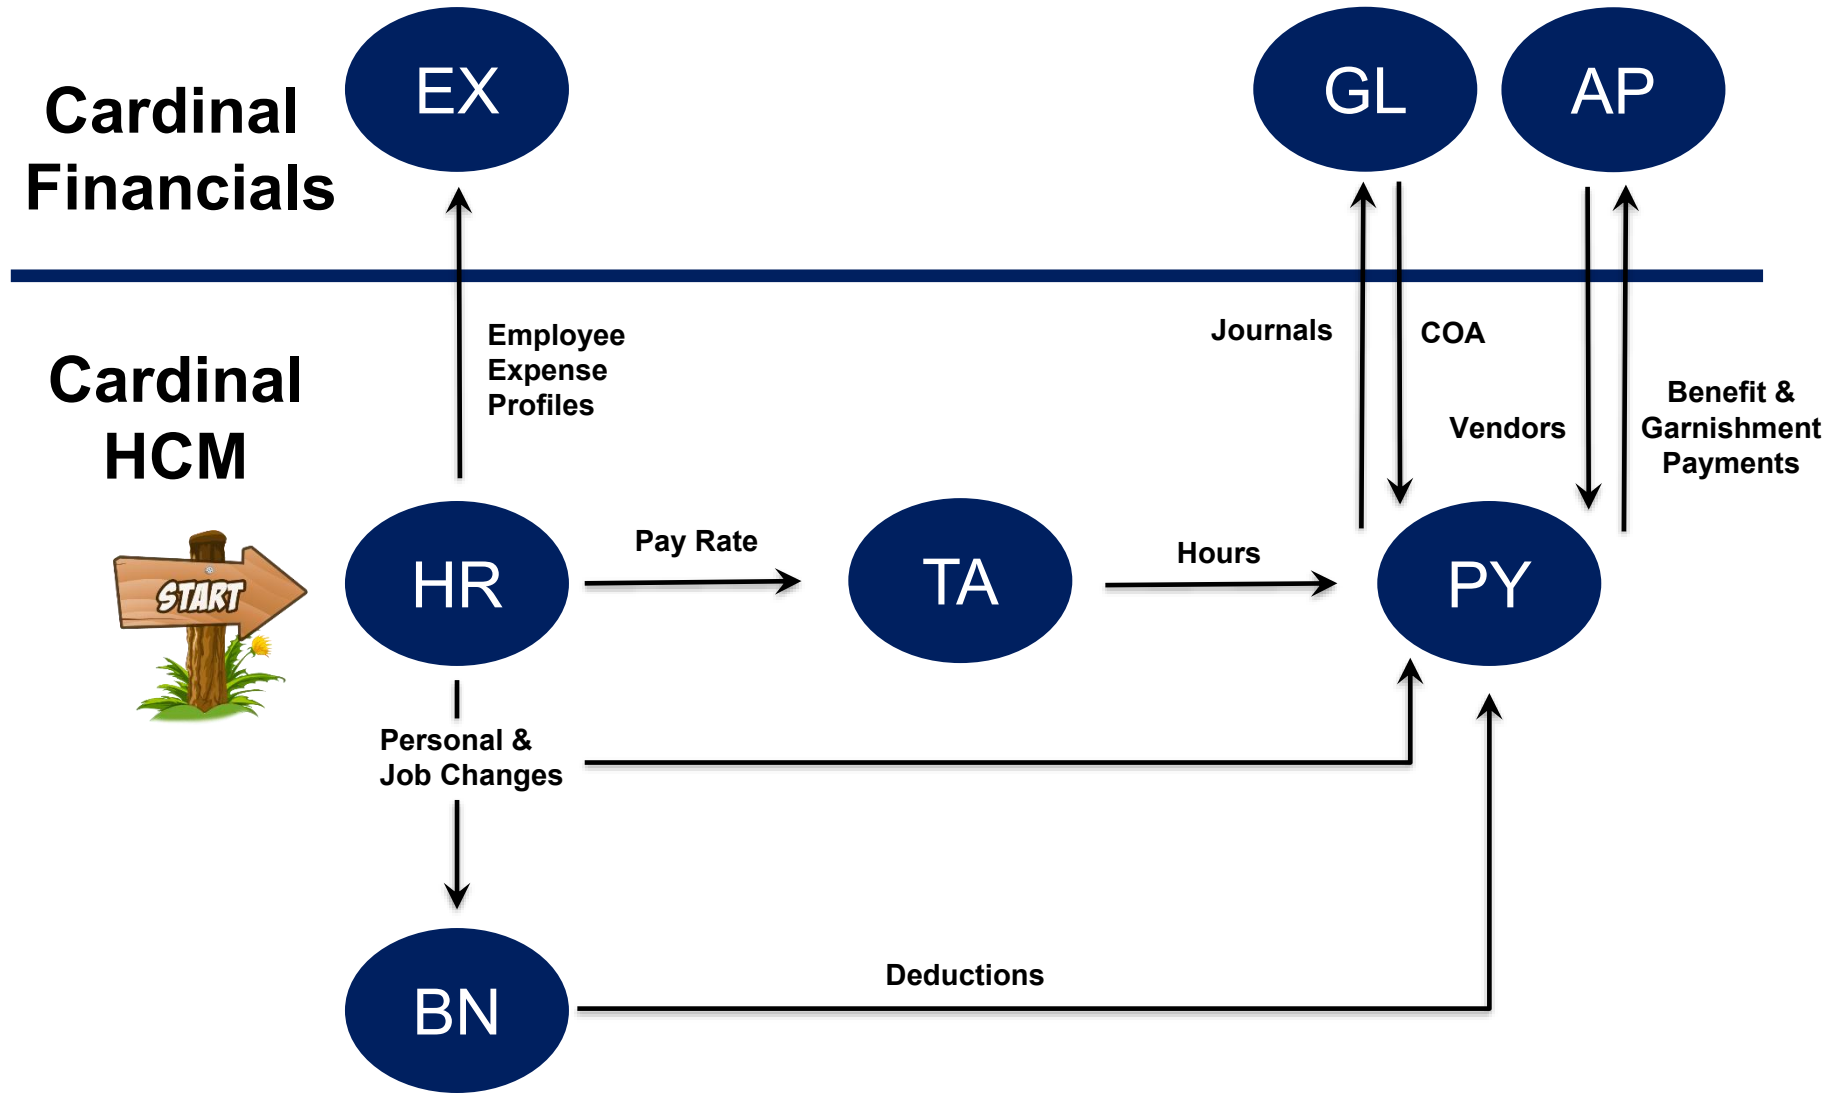 Cardinal
Financials
EX
GL
AP
Employee
Expense
Profiles
Journals
COA
Vendors
Benefit &
Garnishment
Payments
Cardinal
HCM
START
HR
Pay Rate
TA
Hours
PY
Personal &
Job Changes
BN
Deductions